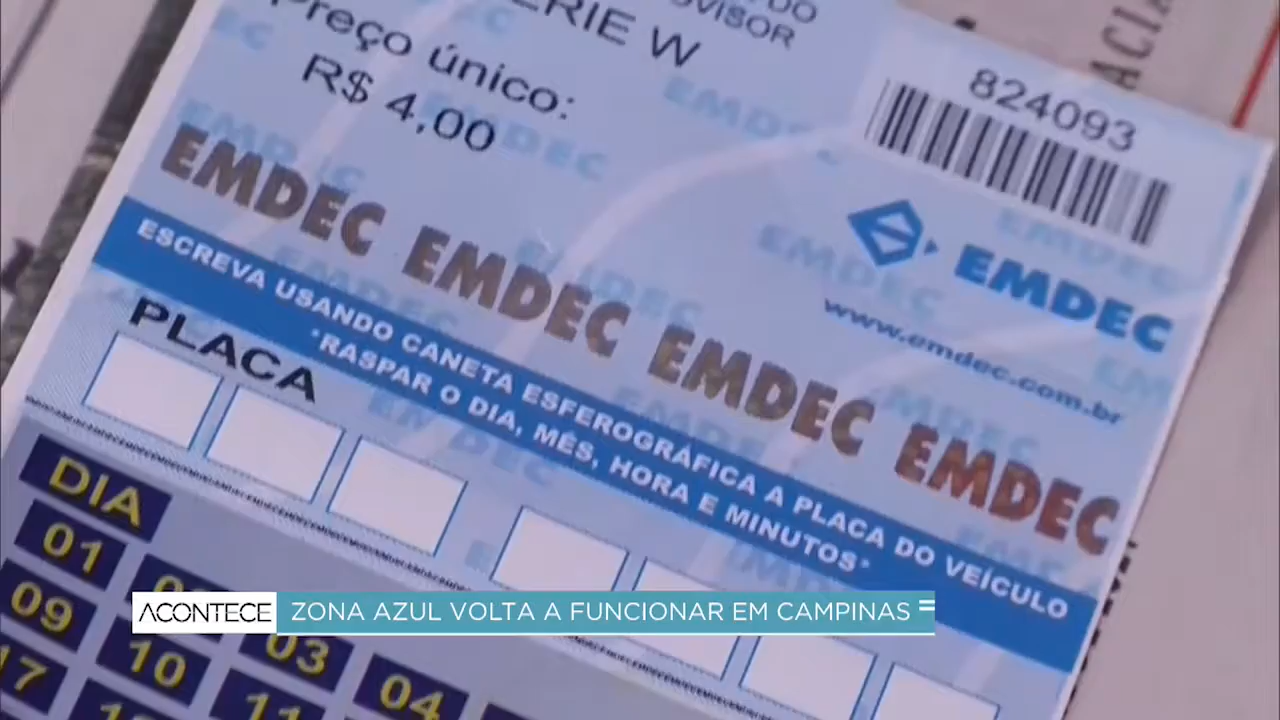 DO
SÉRIE W
Preço único:
R$ 4,00
824093
EMDEC
www.emdec.com.br
EMDEC EMDEC EMDEC EMDEC
ESCREVA USANDO CANETA ESFEROGRÁFICA A PLACA DO VEÍCULO
*RASPAR O DIA, MÊS, HORA E MINUTOS*
PLACA
DIA
01 03 04
09 10 11
ACONTECE ZONA AZUL VOLTA A FUNCIONAR EM CAMPINAS